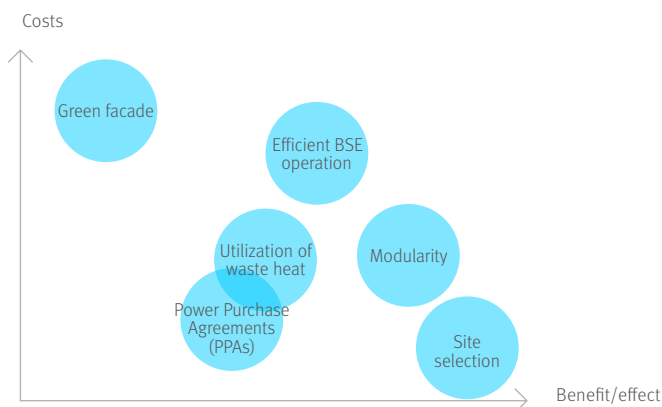 Costs
Green facade
Efficient BSE
operation
Utilization of
waste heat
Modularity
Power Purchase
Agreements
(PPAs)
Site
selection
Benefit/effect